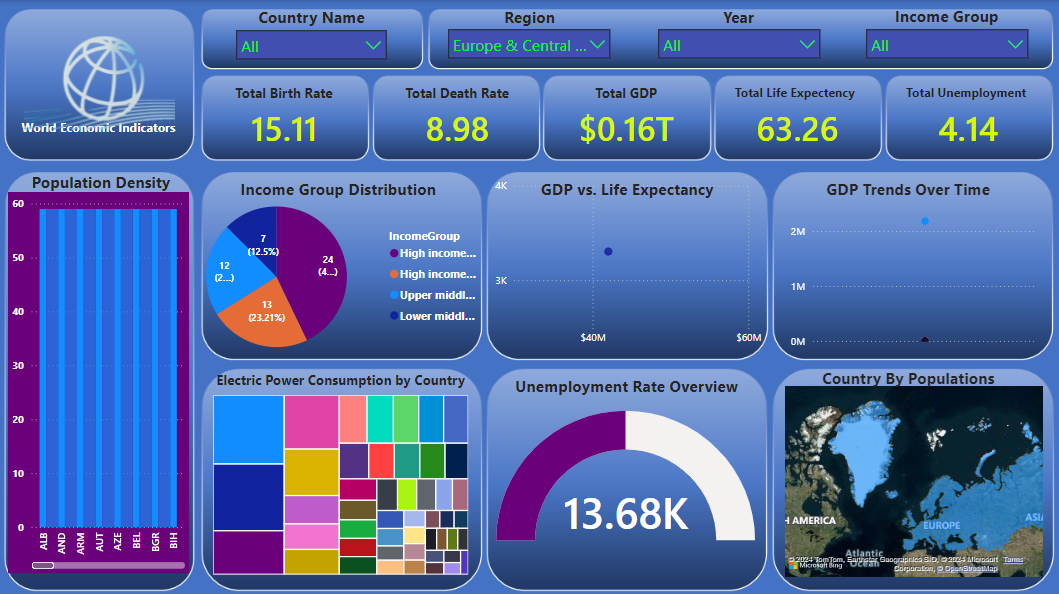 World Economic Indicators
Country Name
All
Region
Europe & Central ...
Year
All
Income Group
All
Total Birth Rate
15.11
Total Death Rate
8.98
Total GDP
$0.16T
Total Life Expectency
63.26
Total Unemployment
4.14
Population Density
60
50
40
30
20
10
0
ALB
AND
ARM
AUT
AZE
BEL
BGR
BIH
Income Group Distribution
24
(4...)
13
(23.21%)
12
(2...)
7
(12.5%)
IncomeGroup
High income...
High income...
Upper middl...
Lower middl...
GDP vs. Life Expectancy
4K
3K
$40M
$60M
GDP Trends Over Time
2M
1M
0M
Electric Power Consumption by Country
Unemployment Rate Overview
13.68K
Country By Populations
H AMERICA
EUROPE
ASI
Atlantic
Ocean
Microsoft Bing
© 2024 TomTom, Earthstar Geographics SIO, © 2024 Microsoft
Corporation, © OpenStreetMap
Terms